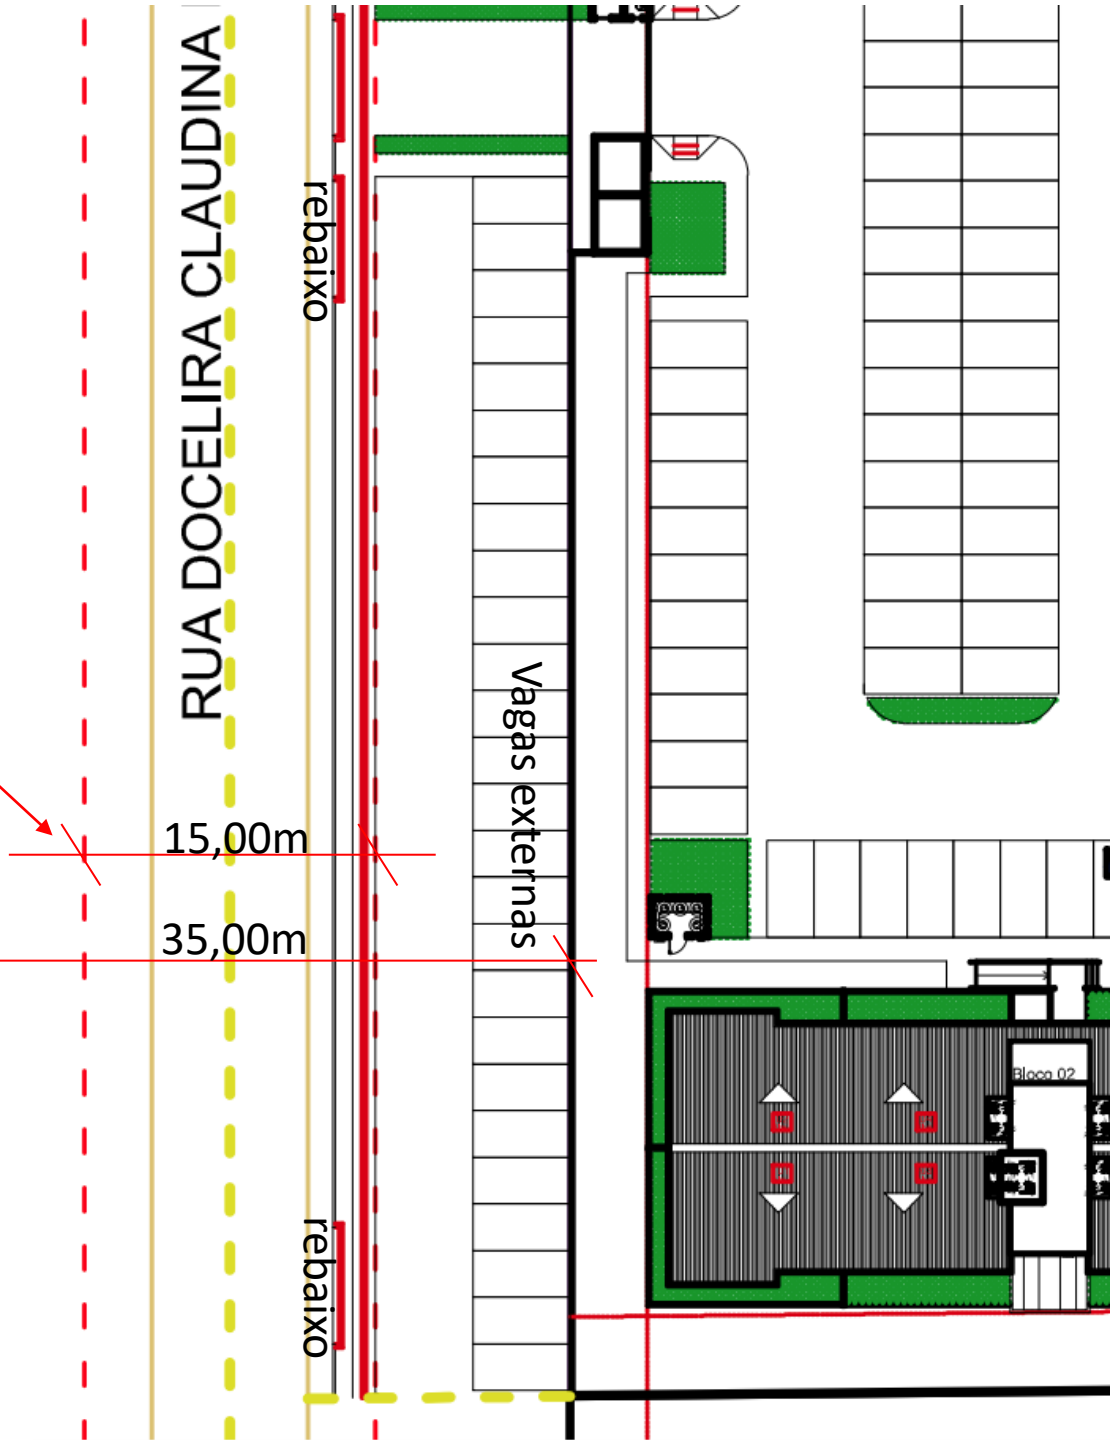 RUA DOCELIRA CLAUDINA
rebaixo
Vagas externas
15,00m
35,00m
Bloco 02
rebaixo